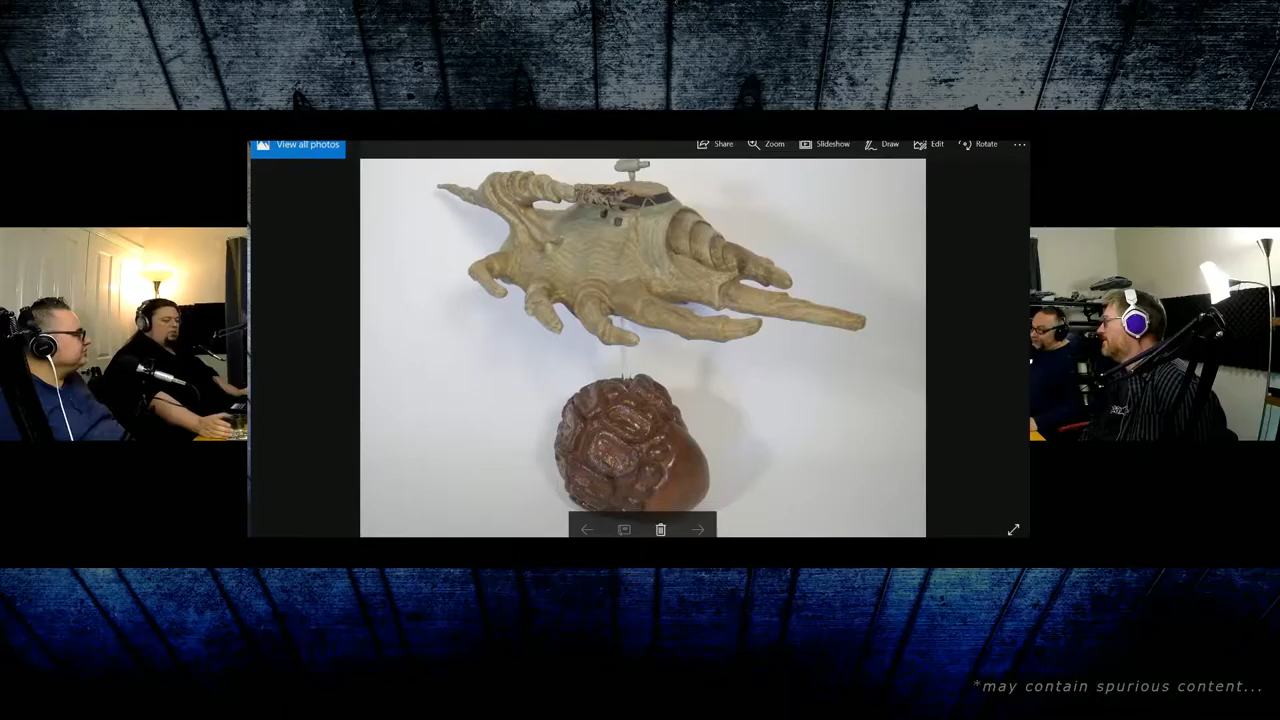 View all photos
Share
Zoom
Slideshow
Draw
Edit
Rotate
*may contain spurious content...